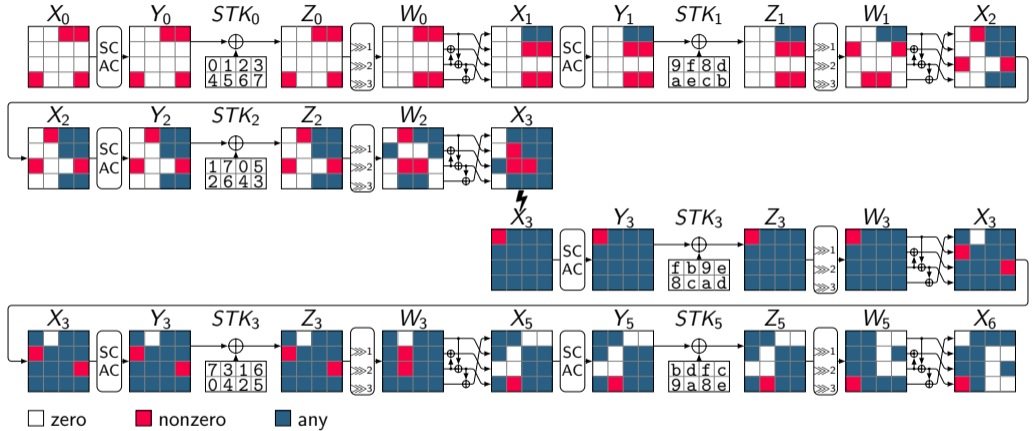 X0 Y0 STK0 Z0 W0 X1 Y1 STK1 Z1 W1 X2
SC AC 0 1 2 3 ⋙1 SC AC 9 f 8 d ⋙1
4 5 6 7 ⋙2 a e c b ⋙2
⋙3 ⋙3
X2 Y2 STK2 Z2 W2 X3
SC AC 1 7 0 5 ⋙1
2 6 4 3 ⋙2
⋙3
X3 Y3 STK3 Z3 W3 X3
SC AC f b 9 e ⋙1
8 c a d ⋙2
⋙3
X3 Y3 STK3 Z3 W3 X5 Y5 STK5 Z5 W5 X6
SC AC 7 3 1 6 ⋙1 SC AC b d f c ⋙1
0 4 2 5 ⋙2 9 a 8 e ⋙2
⋙3 ⋙3
zero nonzero any